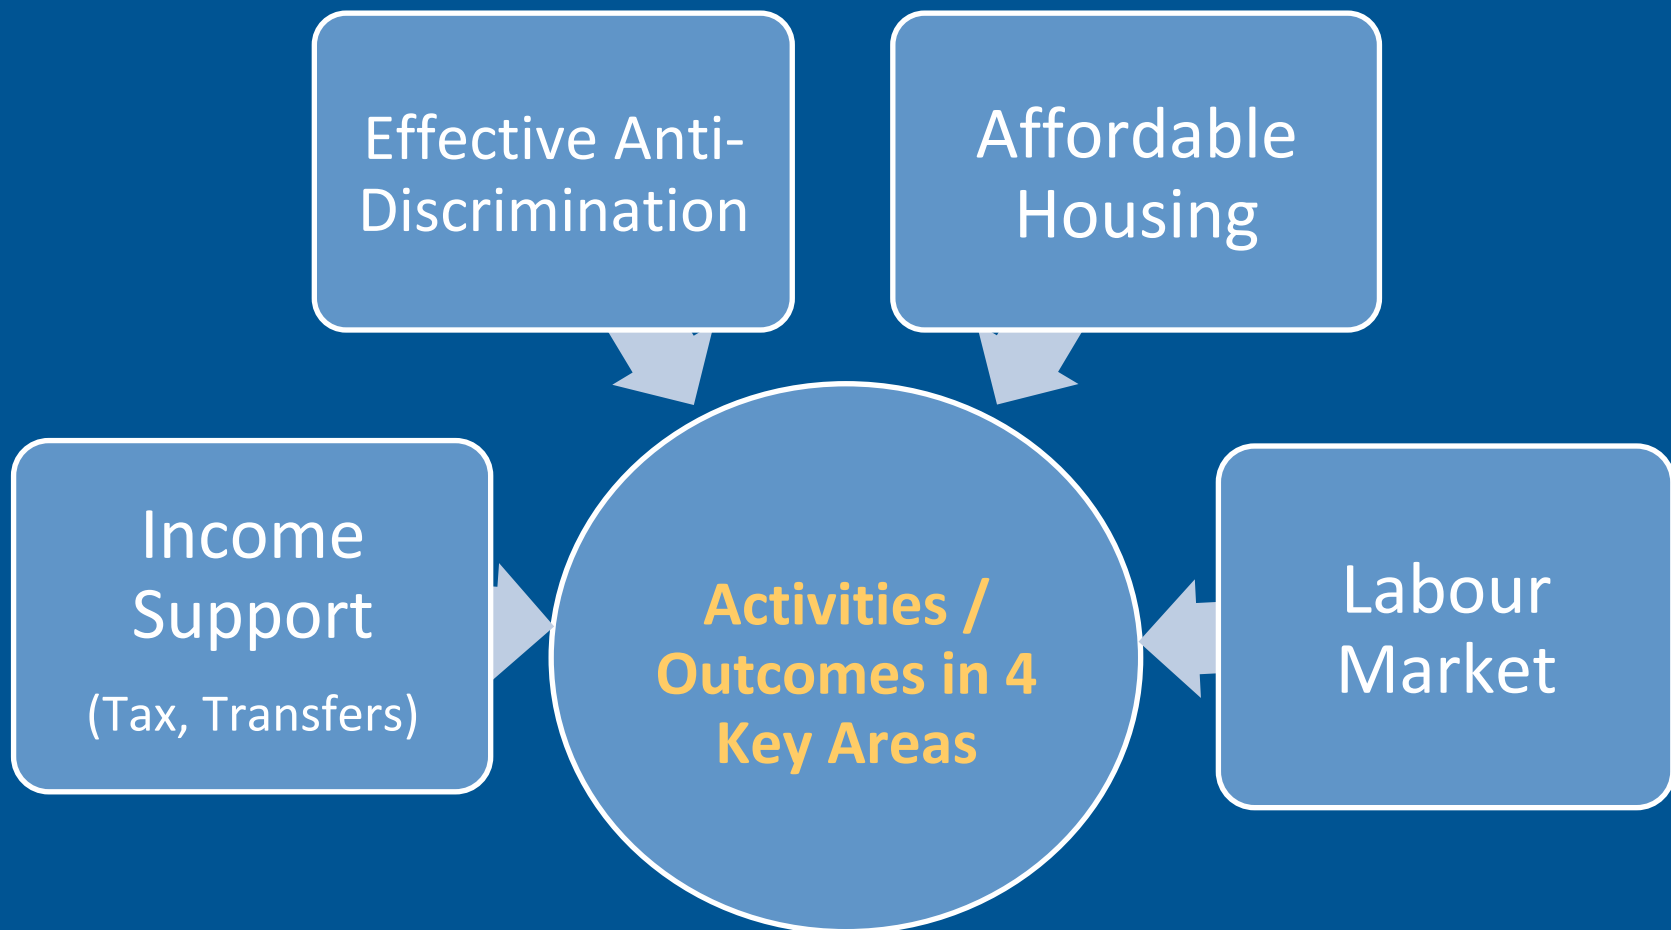 Effective Anti-
Discrimination
Affordable
Housing
Income
Support
(Tax, Transfers)
Activities /
Outcomes in 4
Key Areas
Labour
Market